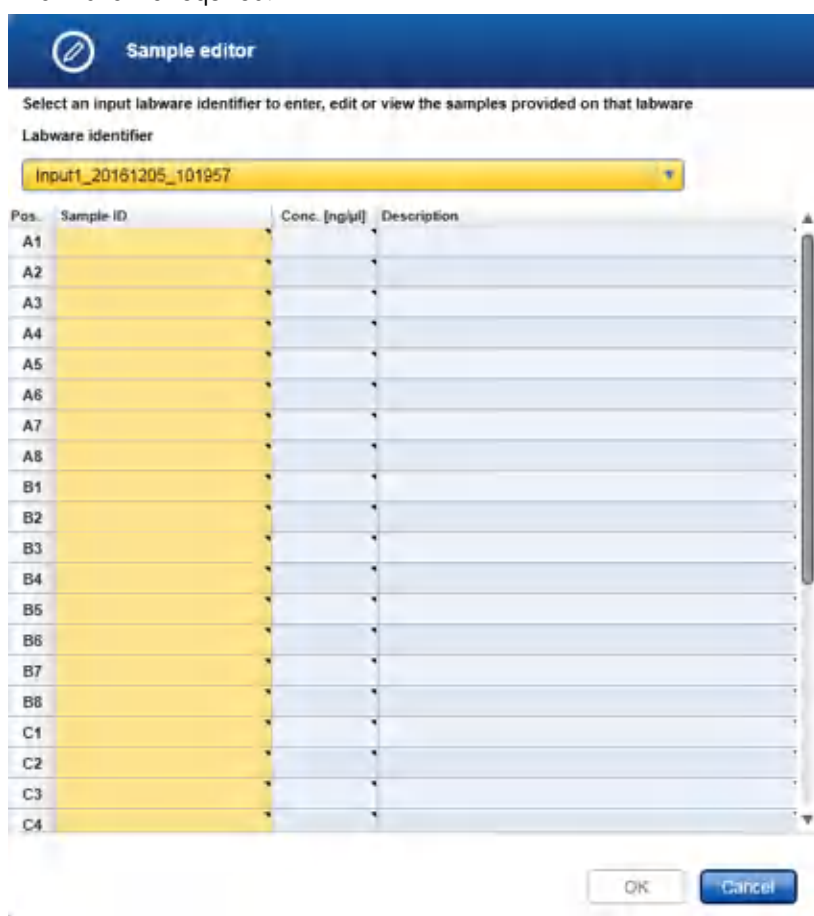 Sample editor
Select an input labware identifier to enter, edit or view the samples provided on that labware
Labware identifier
Input1_20161205_101957
Pos. Sample ID Conc. [ng/µl] Description
A1
A2
A3
A4
A5
A6
A7
A8
B1
B2
B3
B4
B5
B6
B7
B8
C1
C2
C3
C4
OK Cancel